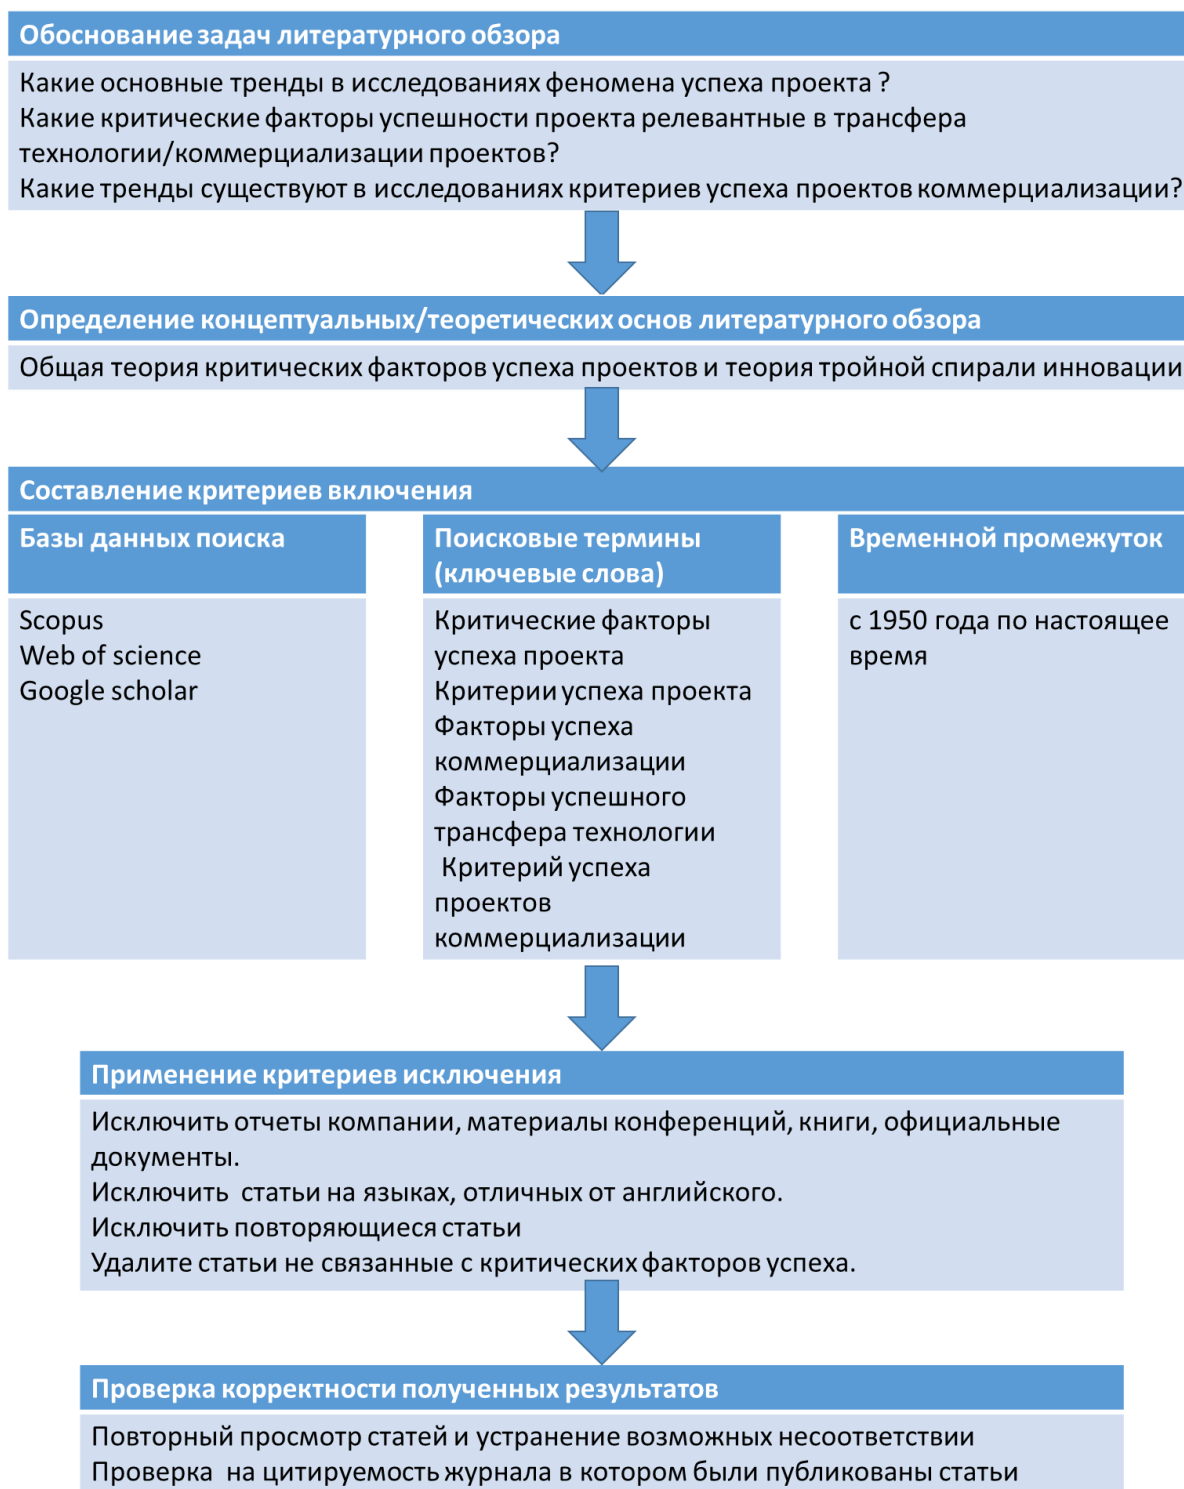 Обоснование задач литературного обзора
Какие основные тренды в исследованиях феномена успеха проекта ?
Какие критические факторы успешности проекта релевантные в трансфера
технологии/коммерциализации проектов?
Какие тренды существуют в исследованиях критериев успеха проектов коммерциализации?
Определение концептуальных/теоретических основ литературного обзора
Общая теория критических факторов успеха проектов и теория тройной спирали инновации
Составление критериев включения
Базы данных поиска
Scopus
Web of science
Google scholar
Поисковые термины
(ключевые слова)
Критические факторы
успеха проекта
Критерии успеха проекта
Факторы успеха
коммерциализации
Факторы успешного
трансфера технологии
Критерий успеха
проектов
коммерциализации
Временной промежуток
с 1950 года по настоящее
время
Применение критериев исключения
Исключить отчеты компании, материалы конференций, книги, официальные
документы.
Исключить  статьи на языках, отличных от английского.
Исключить повторяющиеся статьи
Удалите статьи не связанные с критических факторов успеха.
Проверка корректности полученных результатов
Повторный просмотр статей и устранение возможных несоответствии
Проверка  на цитируемость журнала в котором были публикованы статьи